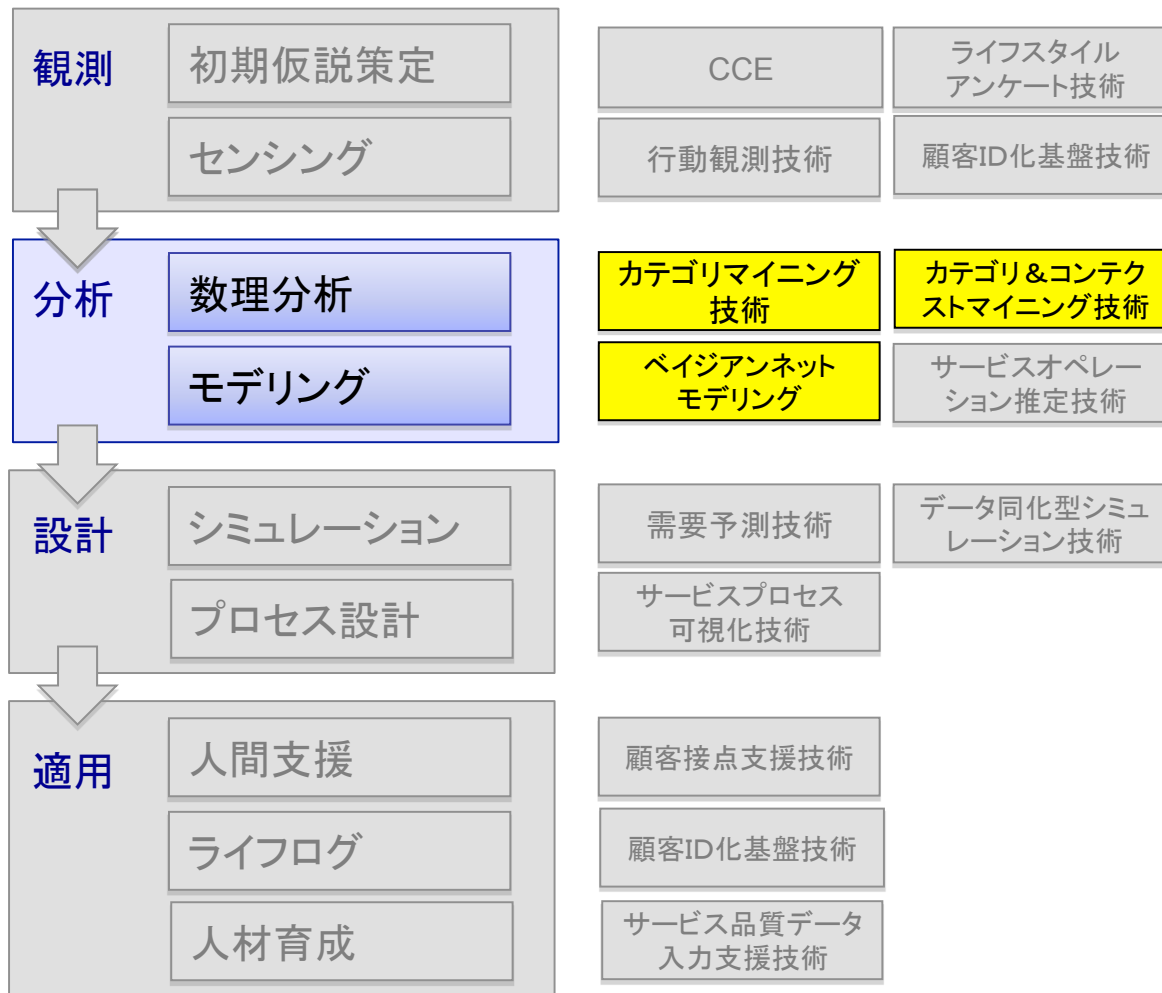 観測
初期仮説策定
センシング
CCE
ライフスタイル
アンケート技術
行動観測技術
顧客ID化基盤技術
分析
数理分析
モデリング
カテゴリマイニング
技術
カテゴリ&コンテク
ストマイニング技術
ベイジアンネット
モデリング
サービスオペレー
ション推定技術
設計
シミュレーション
プロセス設計
需要予測技術
データ同化型シミュ
レーション技術
サービスプロセス
可視化技術
適用
人間支援
ライフログ
人材育成
顧客接点支援技術
顧客ID化基盤技術
サービス品質データ
入力支援技術